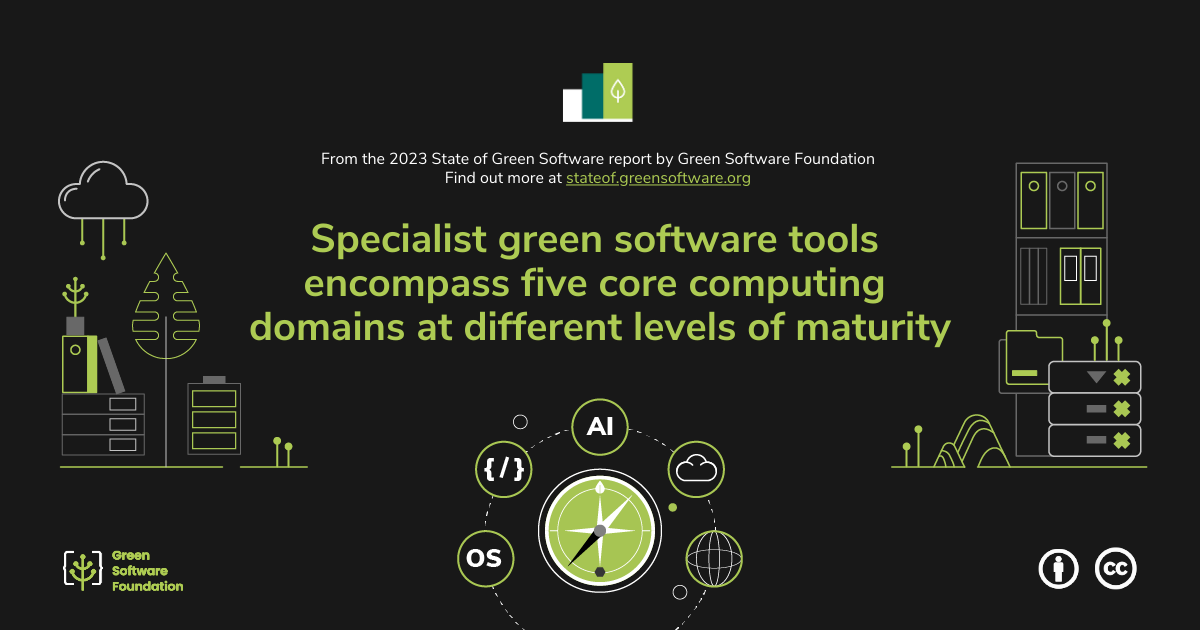 From the 2023 State of Green Software report by Green Software Foundation
Find out more at stateof.greensoftware.org
Specialist green software tools
encompass five core computing
domains at different levels of maturity
AI
{/}
OS
Green
Software
Foundation
cc